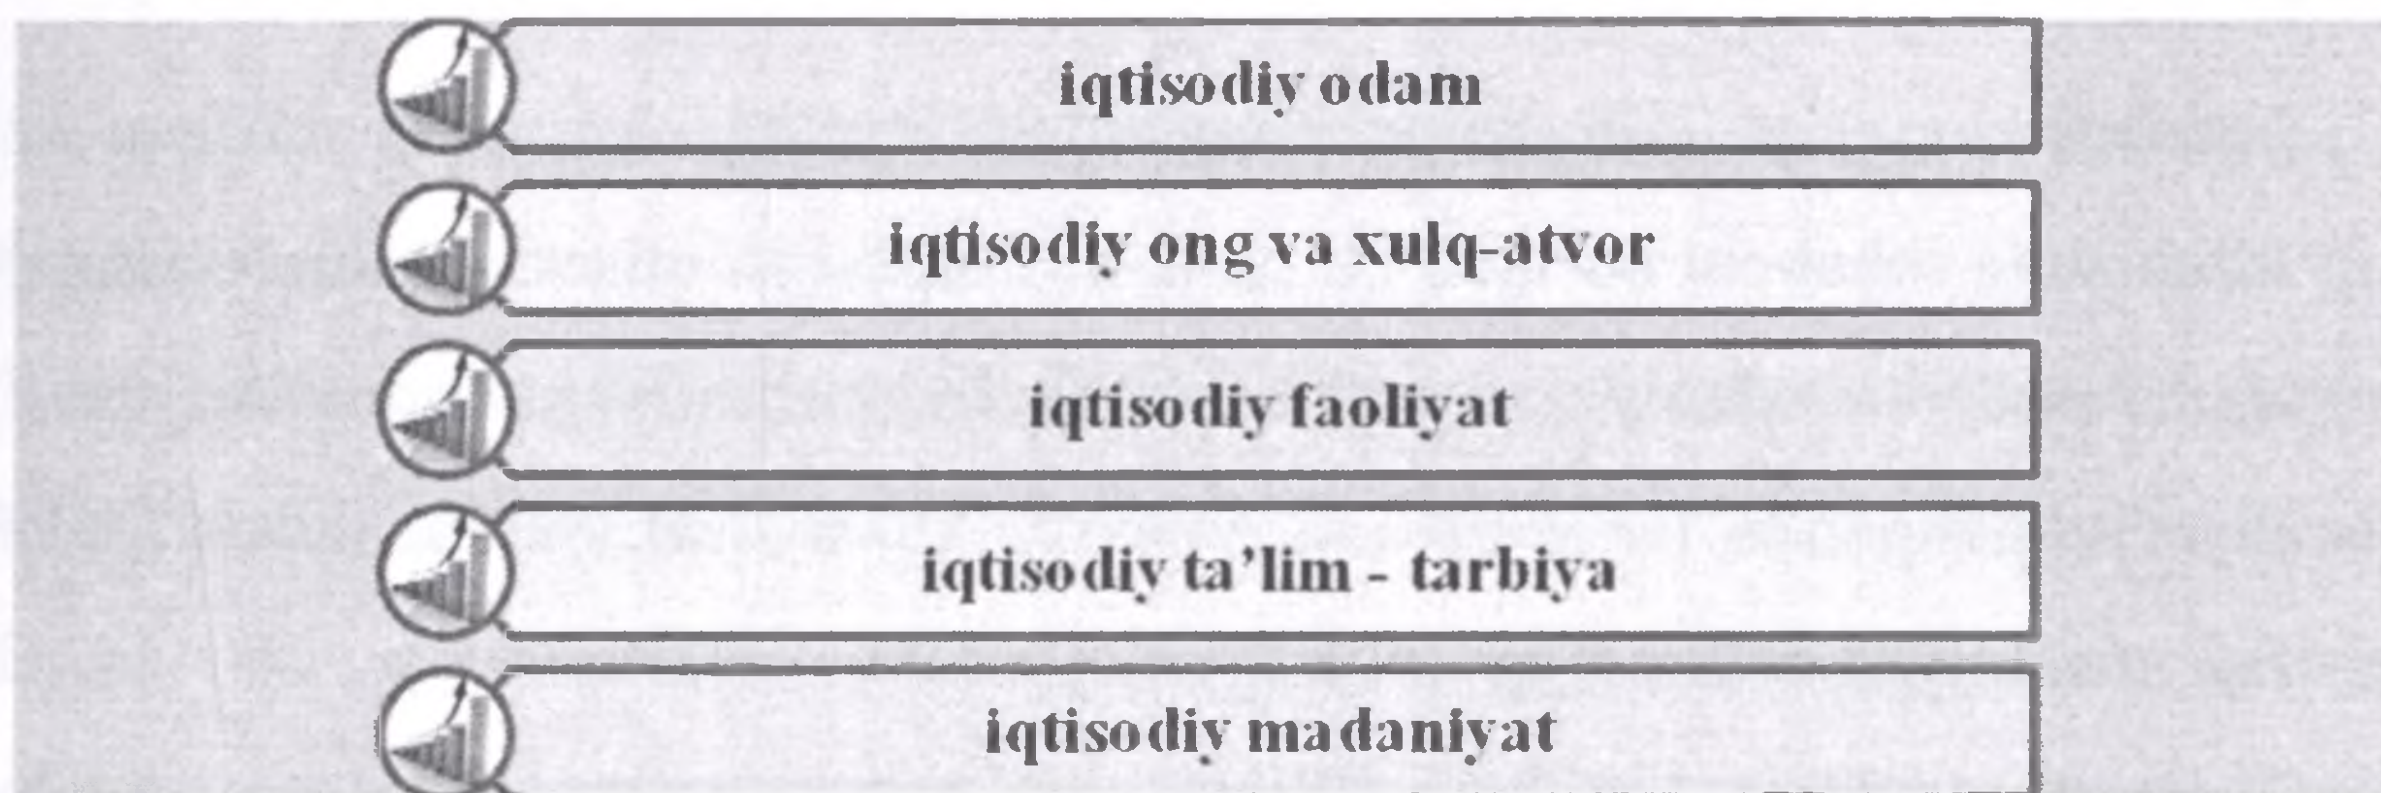 iqtisodiy odam
iqtisodiy ong va xulq-atvor
iqtisodiy faoliyat
iqtisodiy ta’lim - tarbiya
iqtisodiy madaniyat